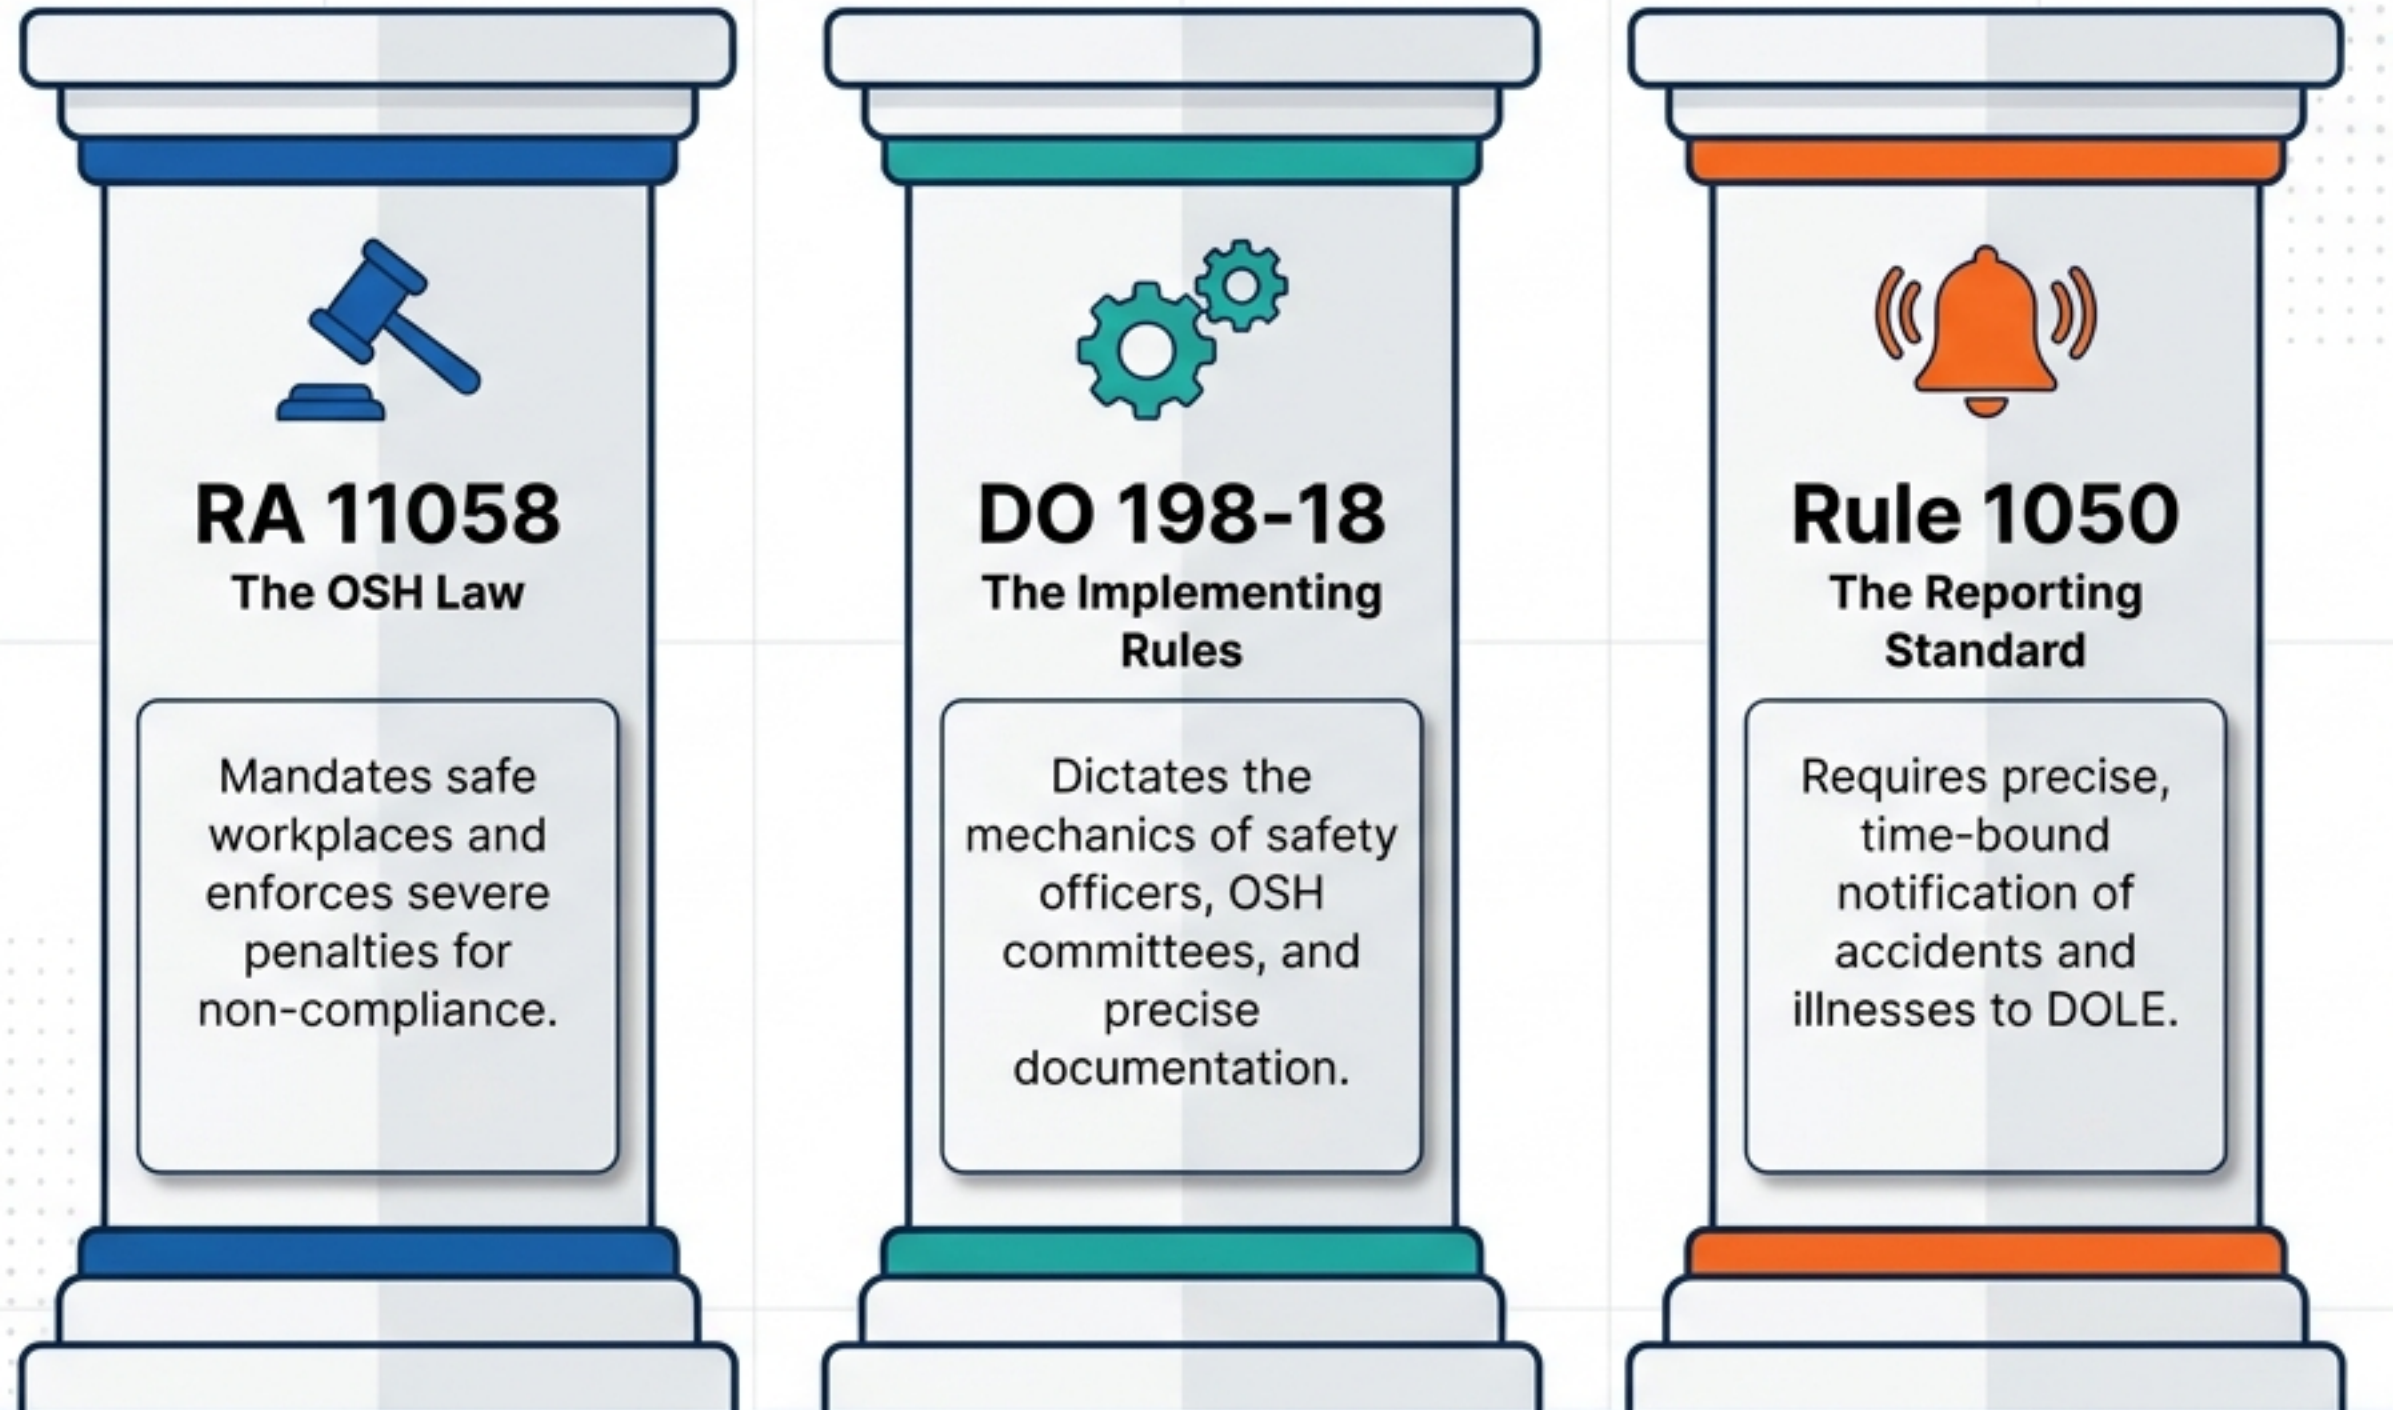 RA 11058
The OSH Law
Mandates safe
workplaces and
enforces severe
penalties for
non-compliance.
DO 198-18
The Implementing
Rules
Dictates the
mechanics of safety
officers, OSH
committees, and
precise
documentation.
Rule 1050
The Reporting
Standard
Requires precise,
time-bound
notification of
accidents and
illnesses to DOLE.